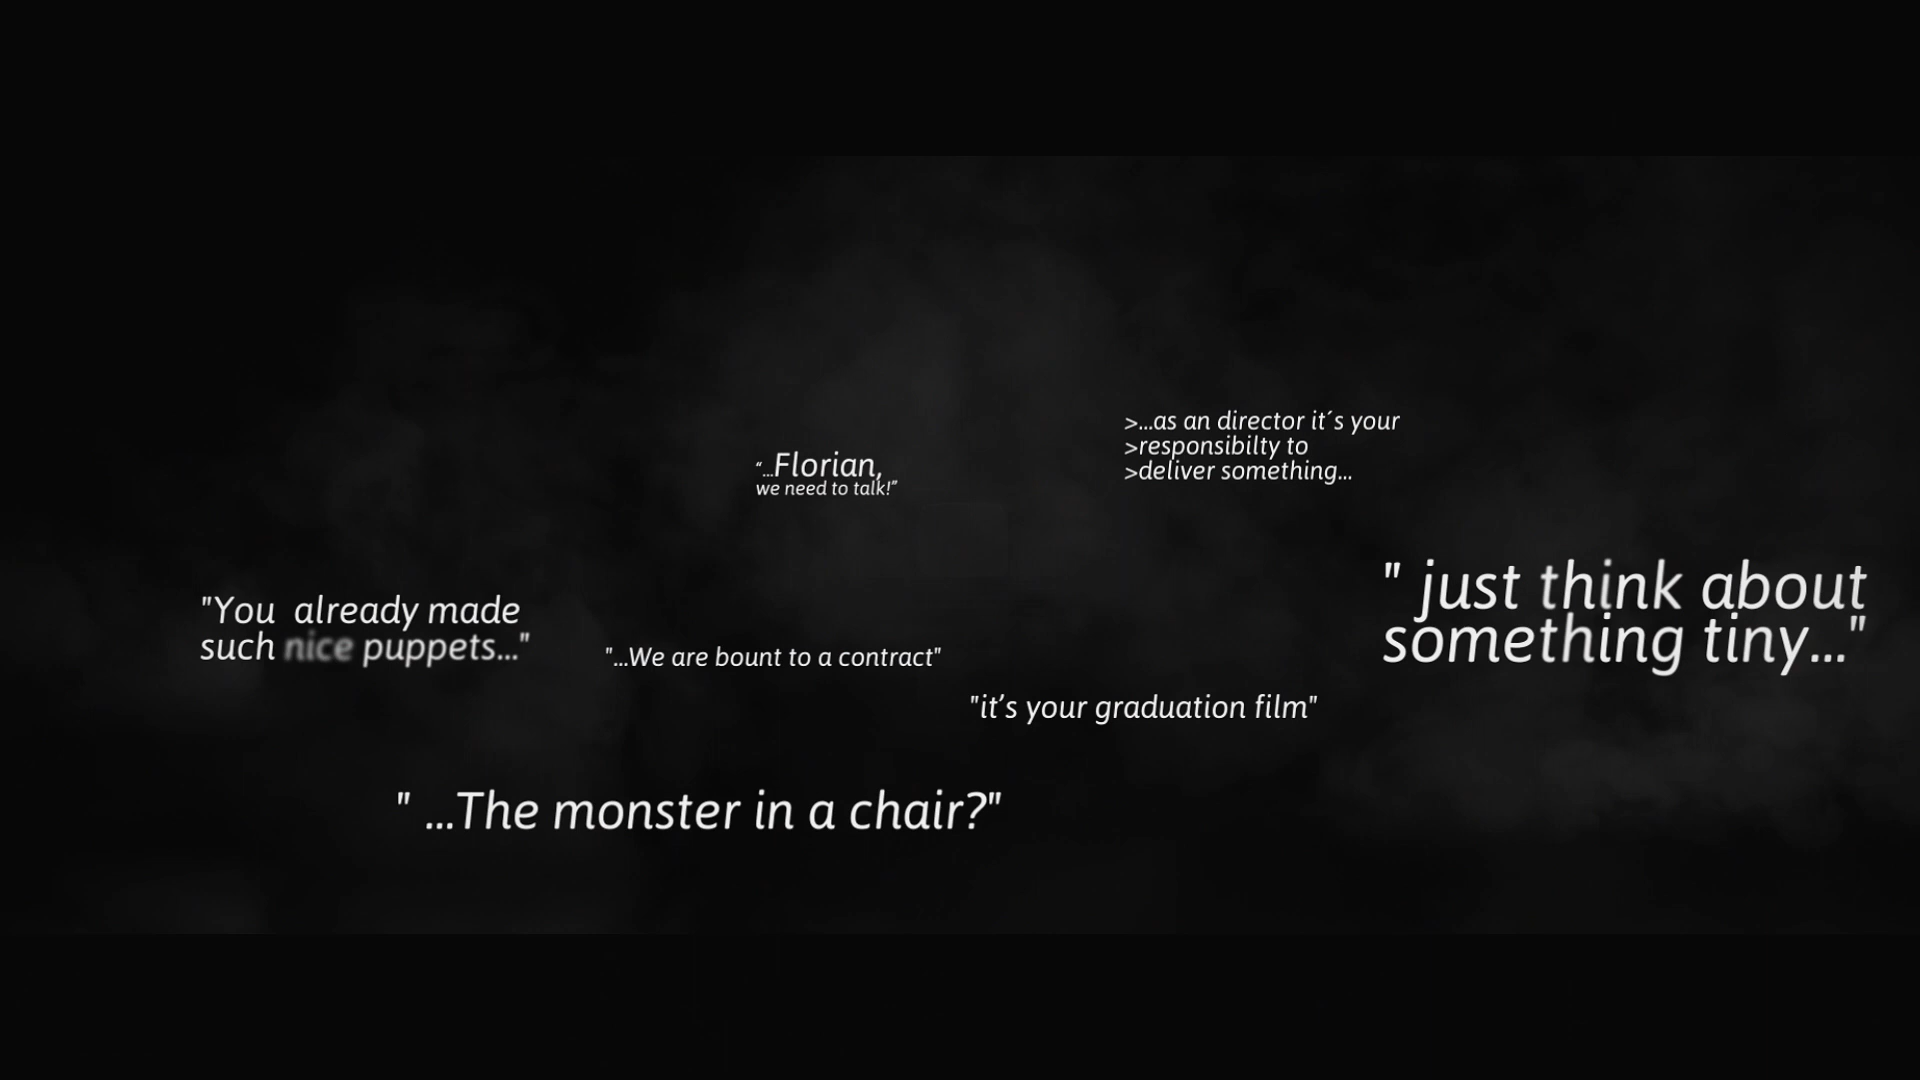 “...Florian,
we need to talk!”
>...as an director it´s your
>responsibilty to
>deliver something...
"You  already made
such nice puppets..."
"...We are bount to a contract"
" just think about
something tiny..."
"it’s your graduation film"
" ...The monster in a chair?"